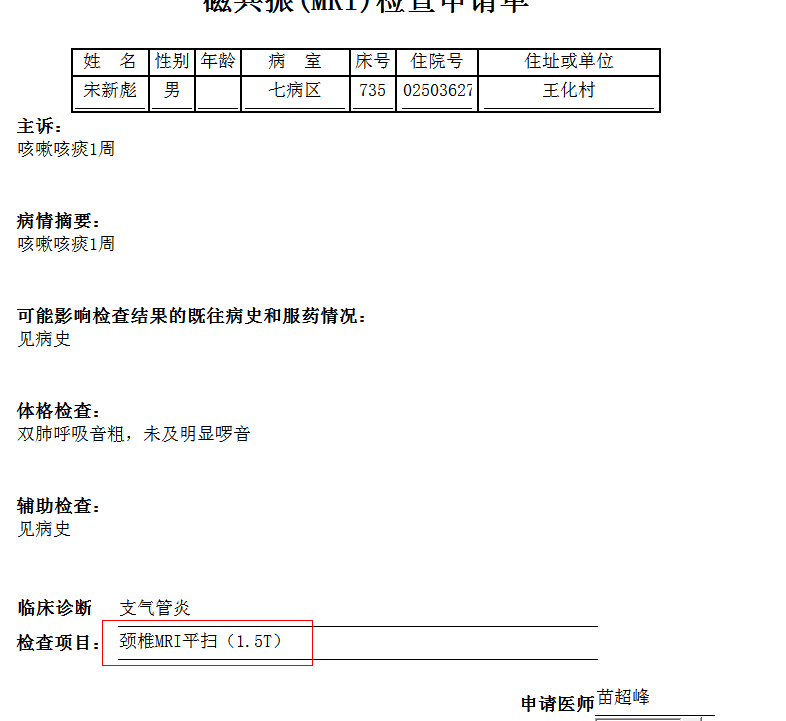 磁共振(MRI)检查申请单
姓 名 性别 年龄 病 室 床号 住院号 住址或单位
宋新彪 男 七病区 735 02503627 王化村
主诉：
咳嗽咳痰1周
病情摘要：
咳嗽咳痰1周
可能影响检查结果的既往病史和服药情况：
见病史
体格检查：
双肺呼吸音粗，未及明显啰音
辅助检查：
见病史
临床诊断 支气管炎
检查项目： 颈椎MRI平扫（1.5T）
申请医师 苗超峰